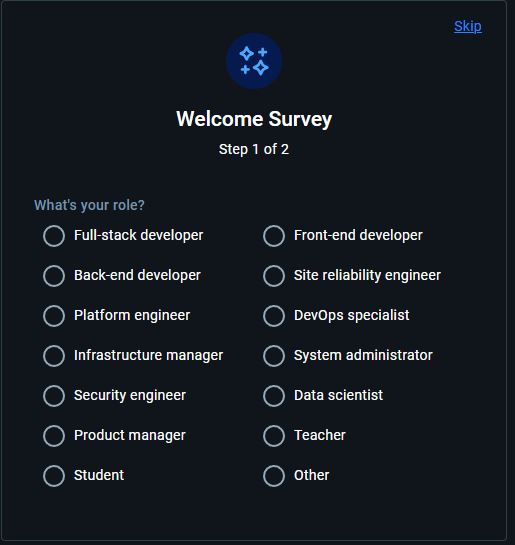 Skip
Welcome Survey
Step 1 of 2
What's your role?
Full-stack developer
Front-end developer
Back-end developer
Site reliability engineer
Platform engineer
DevOps specialist
Infrastructure manager
System administrator
Security engineer
Data scientist
Product manager
Teacher
Student
Other